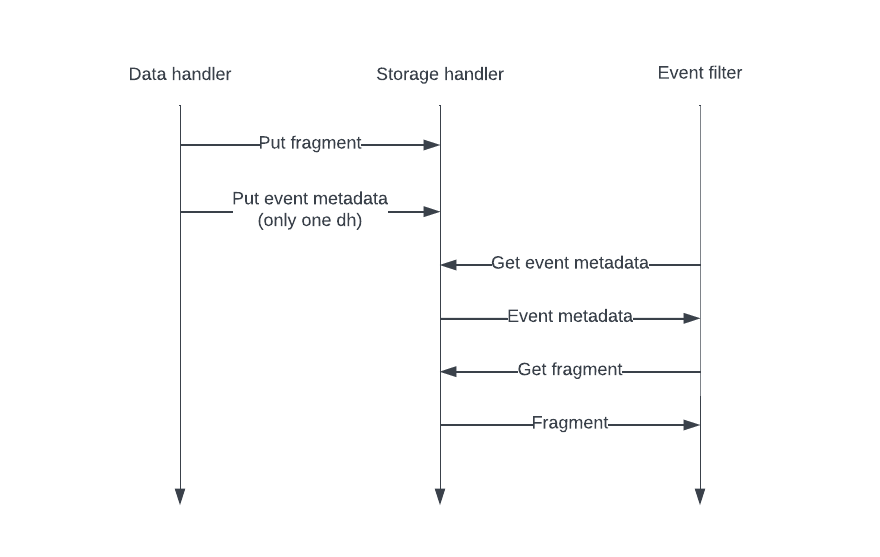 Data handler
Storage handler
Event filter
Put fragment
Put event metadata
(only one dh)
Get event metadata
Event metadata
Get fragment
Fragment